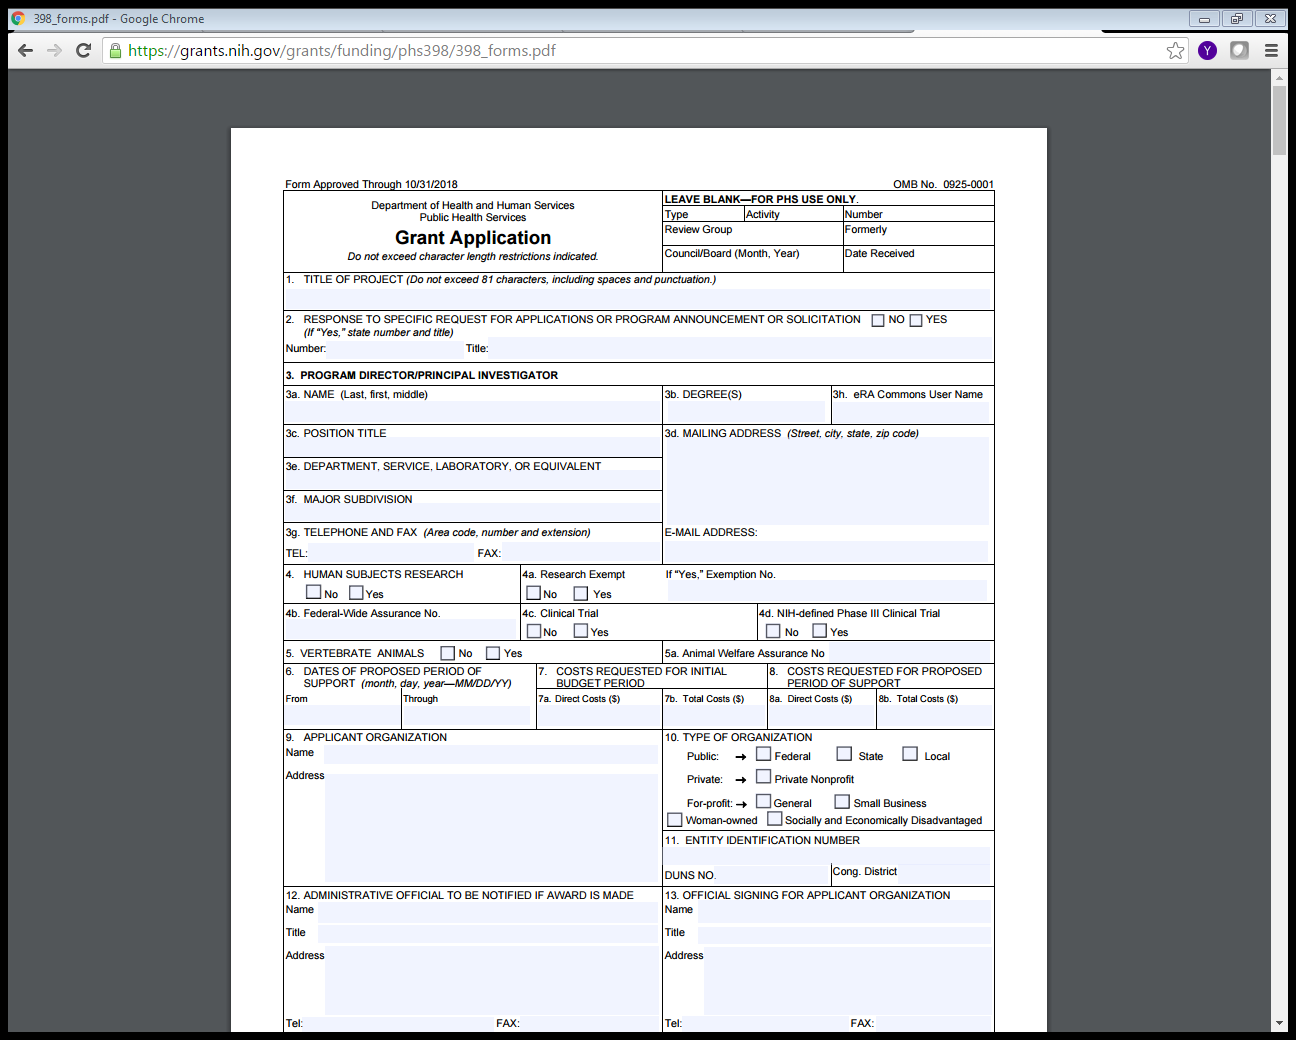 398_forms.pdf - Google Chrome
https://grants.nih.gov/grants/funding/phs398/398_forms.pdf
Y
Form Approved Through 10/31/2018 OMB No. 0925-0001
Department of Health and Human Services
Public Health Services
Grant Application
Do not exceed character length restrictions indicated.
LEAVE BLANK—FOR PHS USE ONLY.
Type Activity Number
Review Group Formerly
Council/Board (Month, Year) Date Received
1. TITLE OF PROJECT (Do not exceed 81 characters, including spaces and punctuation.)
2. RESPONSE TO SPECIFIC REQUEST FOR APPLICATIONS OR PROGRAM ANNOUNCEMENT OR SOLICITATION NO YES
(If "Yes," state number and title)
Number: Title:
3. PROGRAM DIRECTOR/PRINCIPAL INVESTIGATOR
3a. NAME (Last, first, middle) 3b. DEGREE(S) 3h. eRA Commons User Name
3c. POSITION TITLE 3d. MAILING ADDRESS (Street, city, state, zip code)
3e. DEPARTMENT, SERVICE, LABORATORY, OR EQUIVALENT
3f. MAJOR SUBDIVISION
3g. TELEPHONE AND FAX (Area code, number and extension) E-MAIL ADDRESS:
TEL: FAX:
4. HUMAN SUBJECTS RESEARCH 4a. Research Exempt If "Yes," Exemption No.
No Yes No Yes
4b. Federal-Wide Assurance No. 4c. Clinical Trial 4d. NIH-defined Phase III Clinical Trial
No Yes No Yes
5. VERTEBRATE ANIMALS No Yes 5a. Animal Welfare Assurance No
6. DATES OF PROPOSED PERIOD OF
SUPPORT (month, day, year—MM/DD/YY)
7. COSTS REQUESTED FOR INITIAL
BUDGET PERIOD
8. COSTS REQUESTED FOR PROPOSED
PERIOD OF SUPPORT
From Through 7a. Direct Costs ($) 7b. Total Costs ($) 8a. Direct Costs ($) 8b. Total Costs ($)
9. APPLICANT ORGANIZATION
Name
Address
10. TYPE OF ORGANIZATION
Public: → Federal State Local
Private: → Private Nonprofit
For-profit: → General Small Business
Woman-owned Socially and Economically Disadvantaged
11. ENTITY IDENTIFICATION NUMBER
DUNS NO. Cong. District
12. ADMINISTRATIVE OFFICIAL TO BE NOTIFIED IF AWARD IS MADE
Name
Title
Address
Tel: FAX:
13. OFFICIAL SIGNING FOR APPLICANT ORGANIZATION
Name
Title
Address
Tel: FAX: